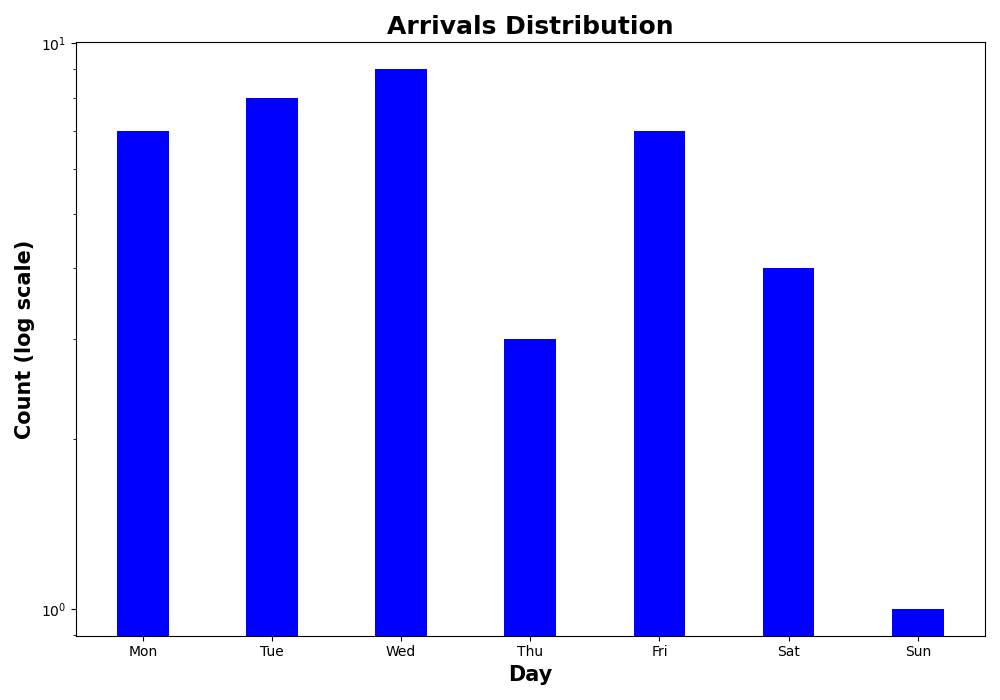 Arrivals Distribution
Count (log scale)
10¹
10⁰
Mon Tue Wed Thu Fri Sat Sun
Day